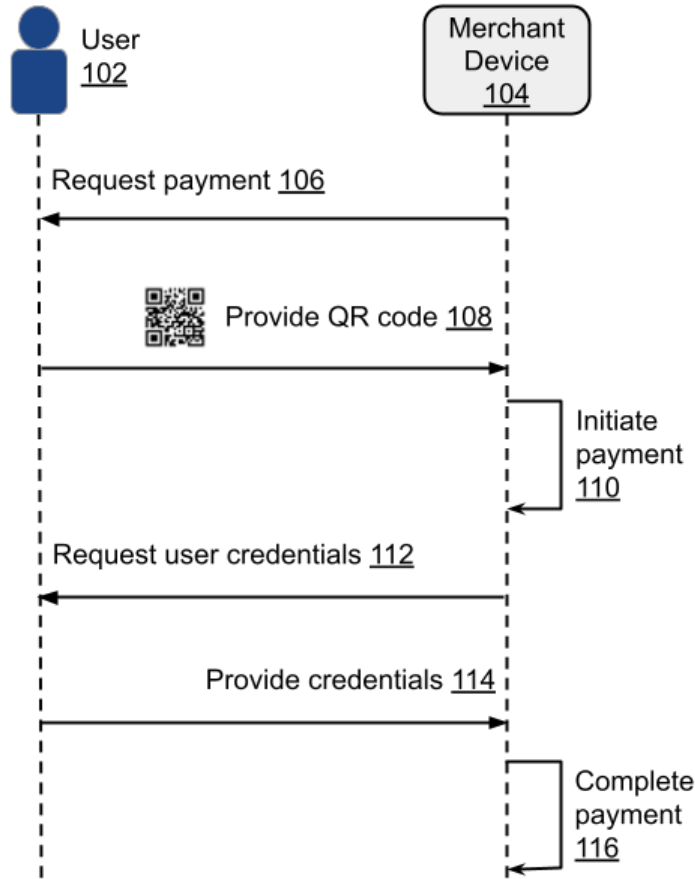 User
102
Merchant
Device
104
Request payment 106
Provide QR code 108
Initiate
payment
110
Request user credentials 112
Provide credentials 114
Complete
payment
116